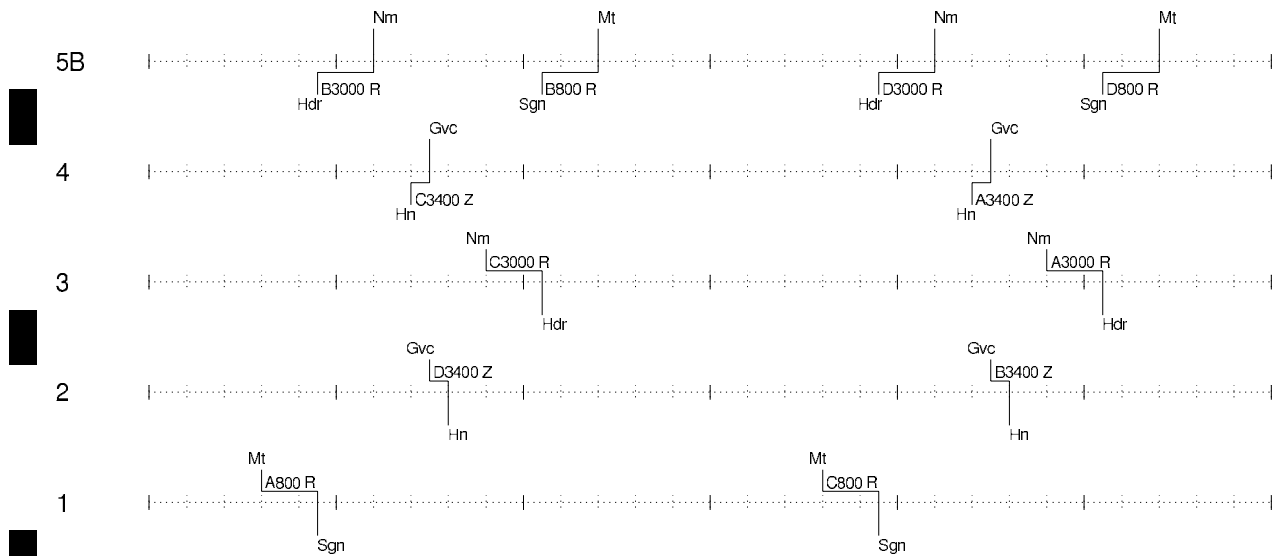 Nm Mt Nm Mt
5B
B3000 R B800 R D3000 R D800 R
Hdr Sgn Hdr Sgn
Gvc Gvc
4
C3400 Z A3400 Z
Hn Hn
Nm Nm
C3000 R A3000 R
3
Hdr Hdr
Gvc Gvc
D3400 Z B3400 Z
2
Hn Hn
Mt Mt
A800 R C800 R
1
Sgn Sgn